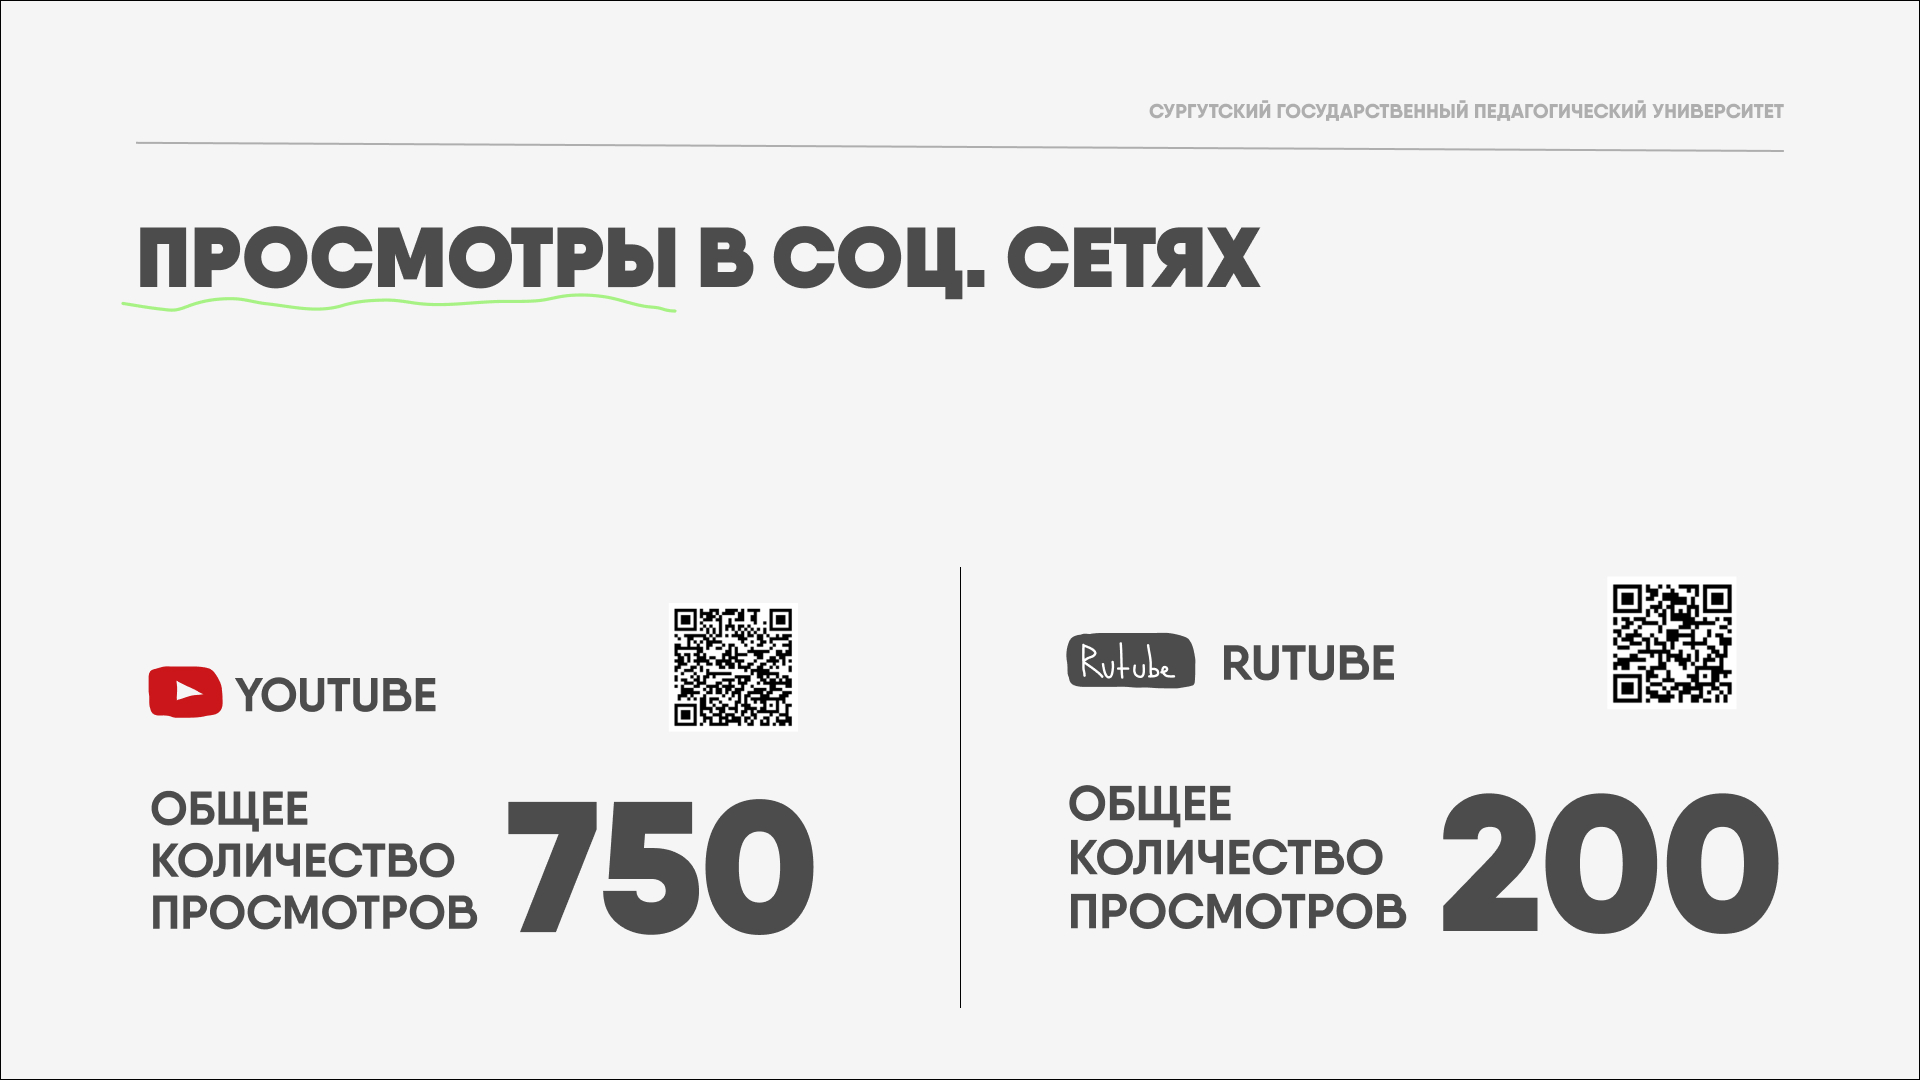 СУРГУТСКИЙ ГОСУДАРСТВЕННЫЙ ПЕДАГОГИЧЕСКИЙ УНИВЕРСИТЕТ
ПРОСМОТРЫ В СОЦ. СЕТЯХ
YOUTUBE
ОБЩЕЕ
КОЛИЧЕСТВО
ПРОСМОТРОВ
750
Rutube
RUTUBE
ОБЩЕЕ
КОЛИЧЕСТВО
ПРОСМОТРОВ
200